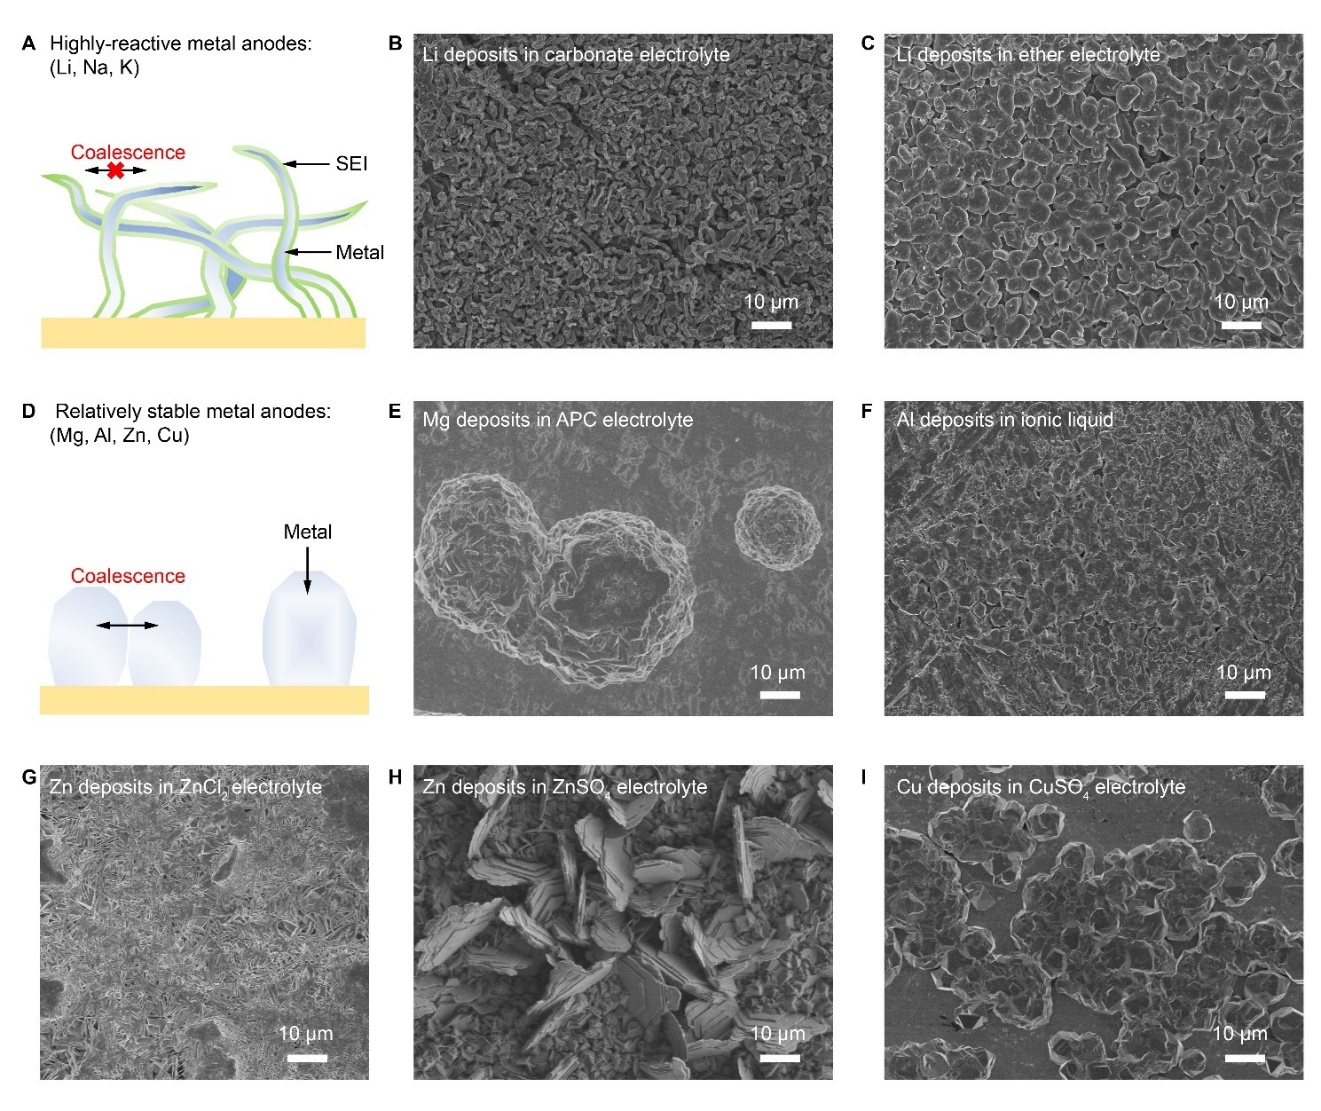 A Highly-reactive metal anodes:
(Li, Na, K)
Coalescence
SEI
Metal
B Li deposits in carbonate electrolyte
10 μm
C Li deposits in ether electrolyte
10 μm
D Relatively stable metal anodes:
(Mg, Al, Zn, Cu)
Metal
Coalescence
E Mg deposits in APC electrolyte
10 μm
F Al deposits in ionic liquid
10 μm
G Zn deposits in ZnCl₂ electrolyte
10 μm
H Zn deposits in ZnSO₄ electrolyte
10 μm
I Cu deposits in CuSO₄ electrolyte
10 μm